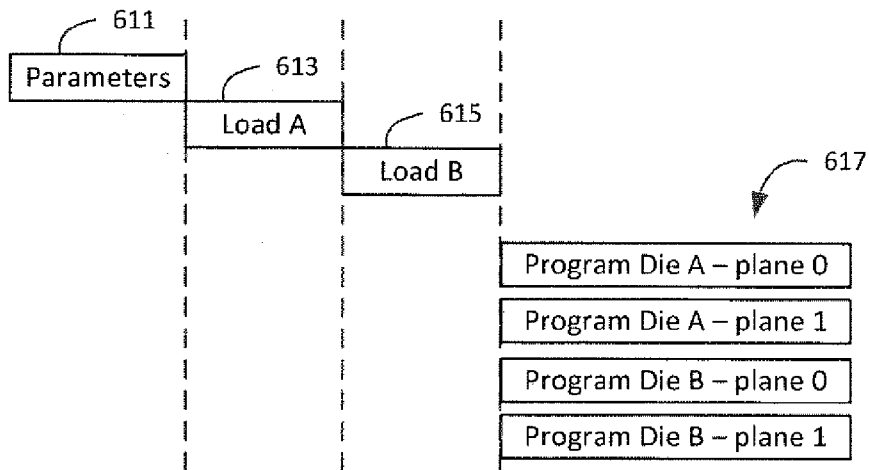 611
Parameters
613
Load A
615
Load B
617
Program Die A – plane 0
Program Die A – plane 1
Program Die B – plane 0
Program Die B – plane 1